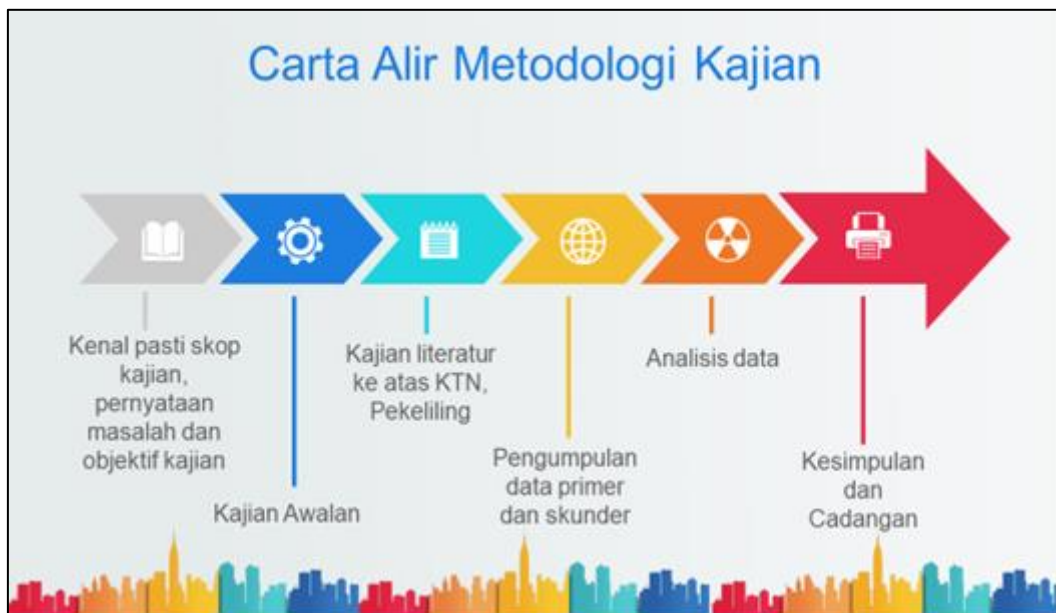 Carta Alir Metodologi Kajian
Kenal pasti skop
kajian,
pernyataan
masalah dan
objektif kajian
Kajian Awalan
Kajian literatur
ke atas KTN,
Pekeliling
Pengumpulan
data primer
dan skunder
Analisis data
Kesimpulan
dan
Cadangan